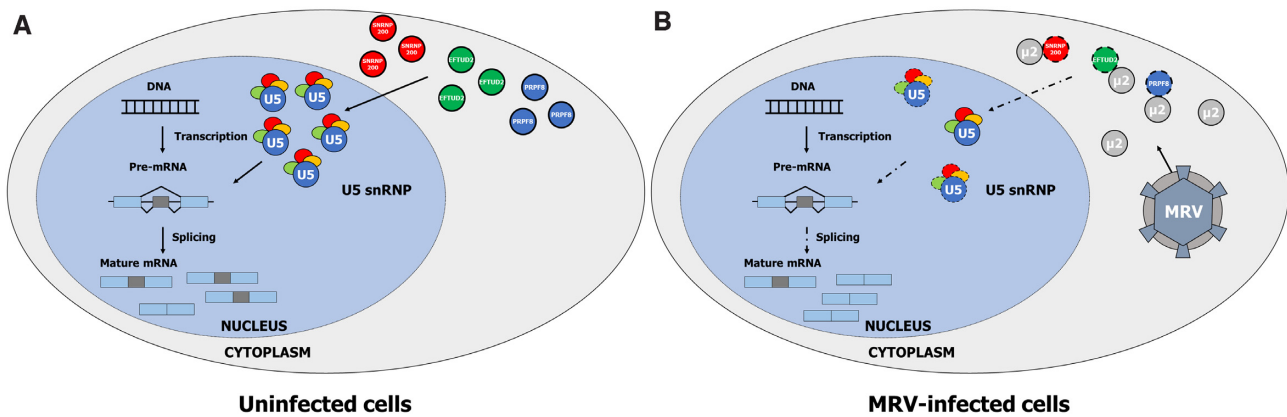 A
SNRNP
200
SNRNP
200
SNRNP
200
EFTUD2
EFTUD2
EFTUD2
PRPF8
PRPF8
PRPF8
DNA
U5
U5
Transcription
U5
U5
Pre-mRNA
U5
U5 snRNP
Splicing
Mature mRNA
NUCLEUS
CYTOPLASM
Uninfected cells
B
μ2
SNRNP
200
EFTUD2
μ2
PRPF8
μ2
μ2
μ2
DNA
U5
Transcription
U5
Pre-mRNA
U5
U5 snRNP
MRV
Splicing
Mature mRNA
NUCLEUS
CYTOPLASM
MRV-infected cells